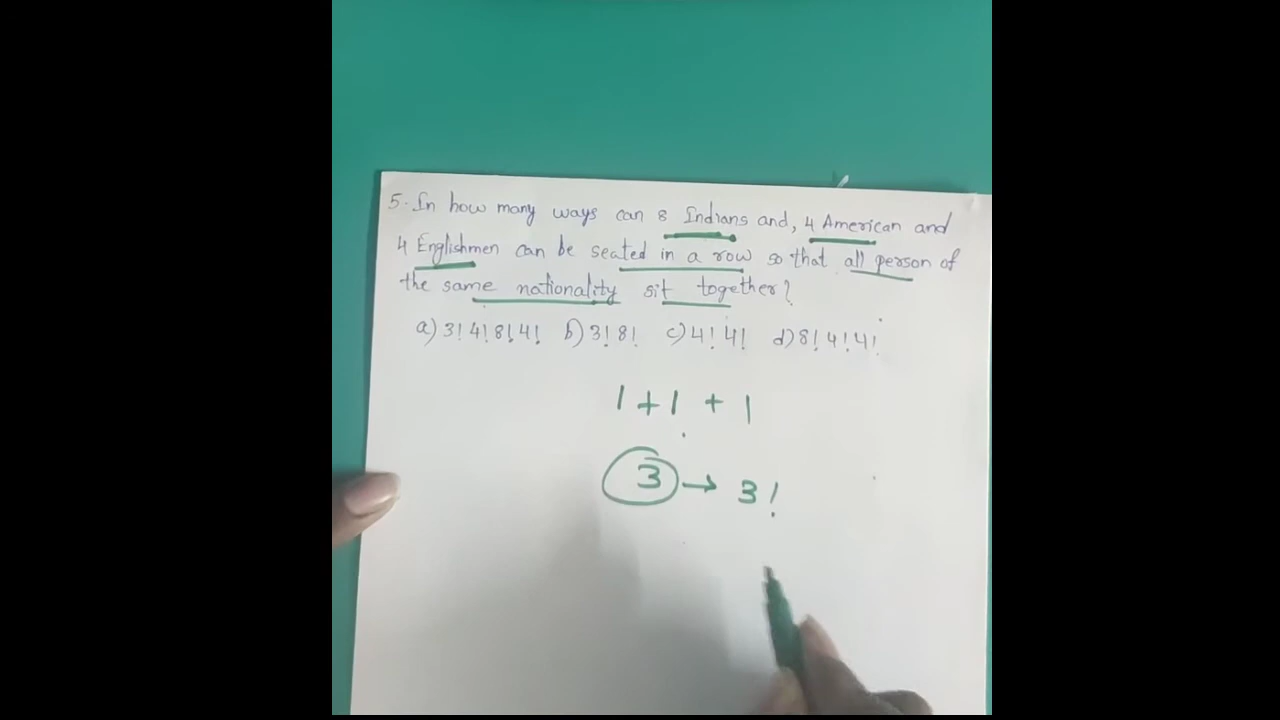 5. In how many ways can 8 Indians and, 4 American and
4 Englishmen can be seated in a row so that all person of
the same nationality sit together?
a) 3! 4! 8! 4! b) 3! 8! c) 4! 4! d) 8! 4! 4!
1 + 1 + 1
3 → 3!